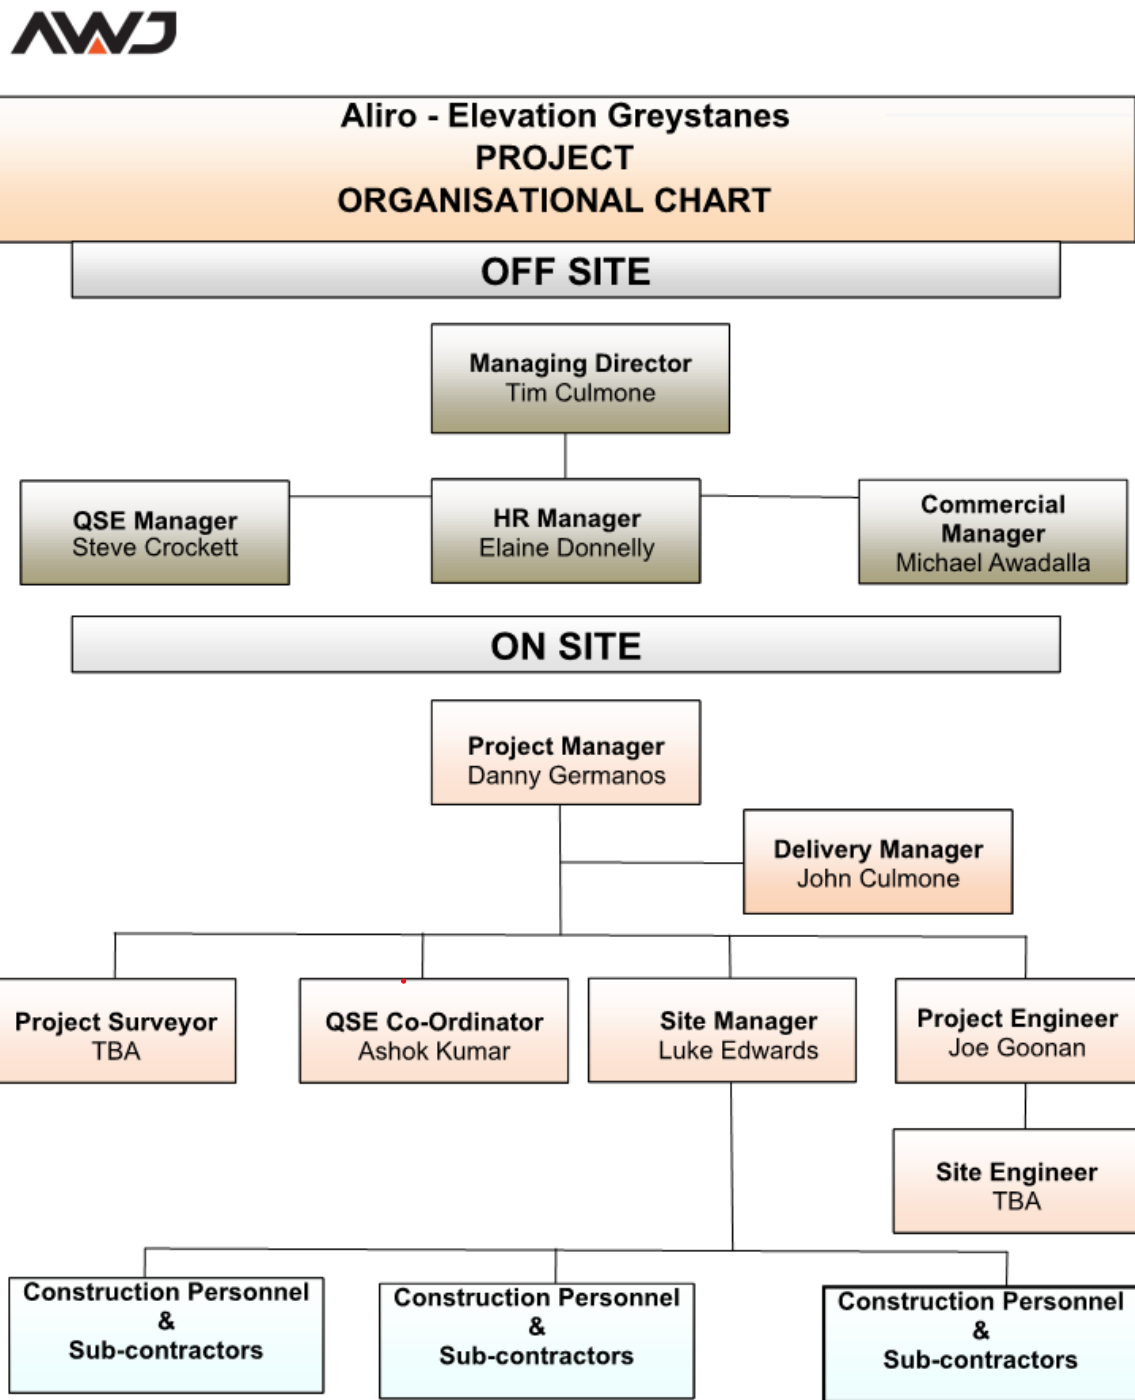 AWJ
Aliro - Elevation Greystanes
PROJECT
ORGANISATIONAL CHART
OFF SITE
Managing Director
Tim Culmone
QSE Manager
Steve Crockett
HR Manager
Elaine Donnelly
Commercial
Manager
Michael Awadalla
ON SITE
Project Manager
Danny Germanos
Delivery Manager
John Culmone
Project Surveyor
TBA
QSE Co-Ordinator
Ashok Kumar
Site Manager
Luke Edwards
Project Engineer
Joe Goonan
Site Engineer
TBA
Construction Personnel
&
Sub-contractors
Construction Personnel
&
Sub-contractors
Construction Personnel
&
Sub-contractors